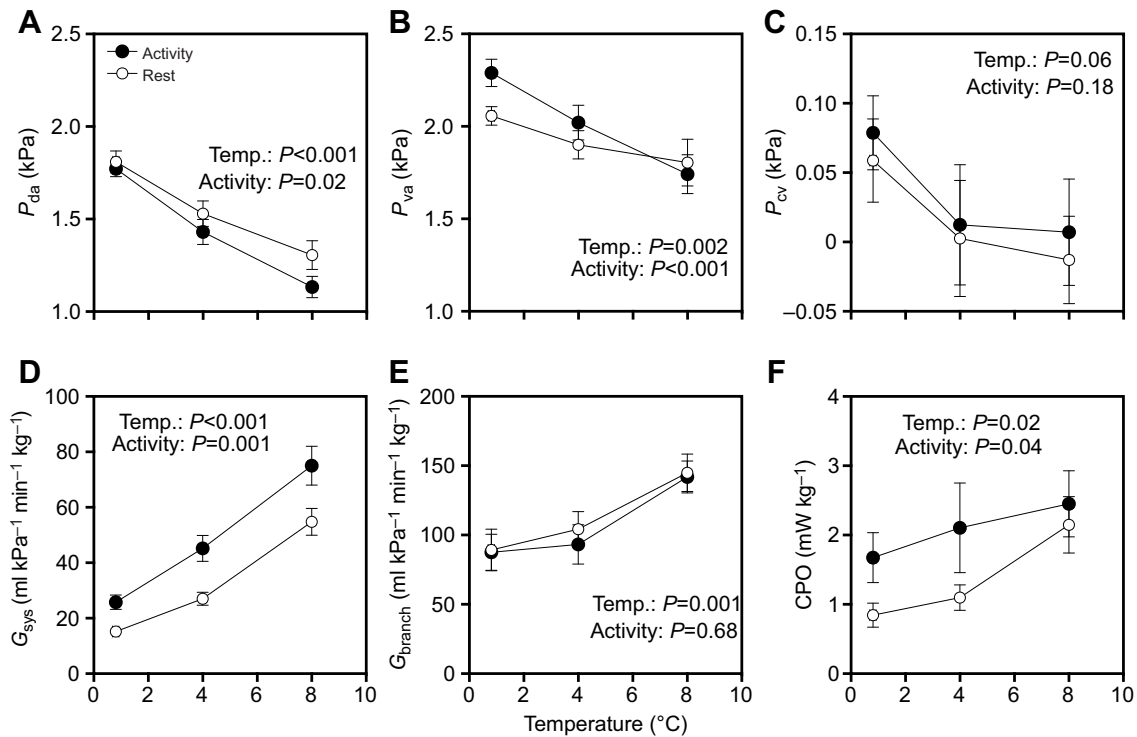 A
2.5
Activity
Rest
2.0
Temp.: P<0.001
Activity: P=0.02
1.5
1.0
Pda (kPa)
B
2.5
2.0
Temp.: P=0.002
Activity: P<0.001
1.5
1.0
Pva (kPa)
C
0.15
Temp.: P=0.06
Activity: P=0.18
0.10
0.05
0
–0.05
Pcv (kPa)
D
100
Temp.: P<0.001
Activity: P=0.001
80
60
40
20
0
Gsys (ml kPa–1 min–1 kg–1)
0 2 4 6 8 10
E
200
150
100
50
Temp.: P=0.001
Activity: P=0.68
0
Gbranch (ml kPa–1 min–1 kg–1)
0 2 4 6 8 10
Temperature (°C)
F
4
Temp.: P=0.02
Activity: P=0.04
3
2
1
0
CPO (mW kg–1)
0 2 4 6 8 10